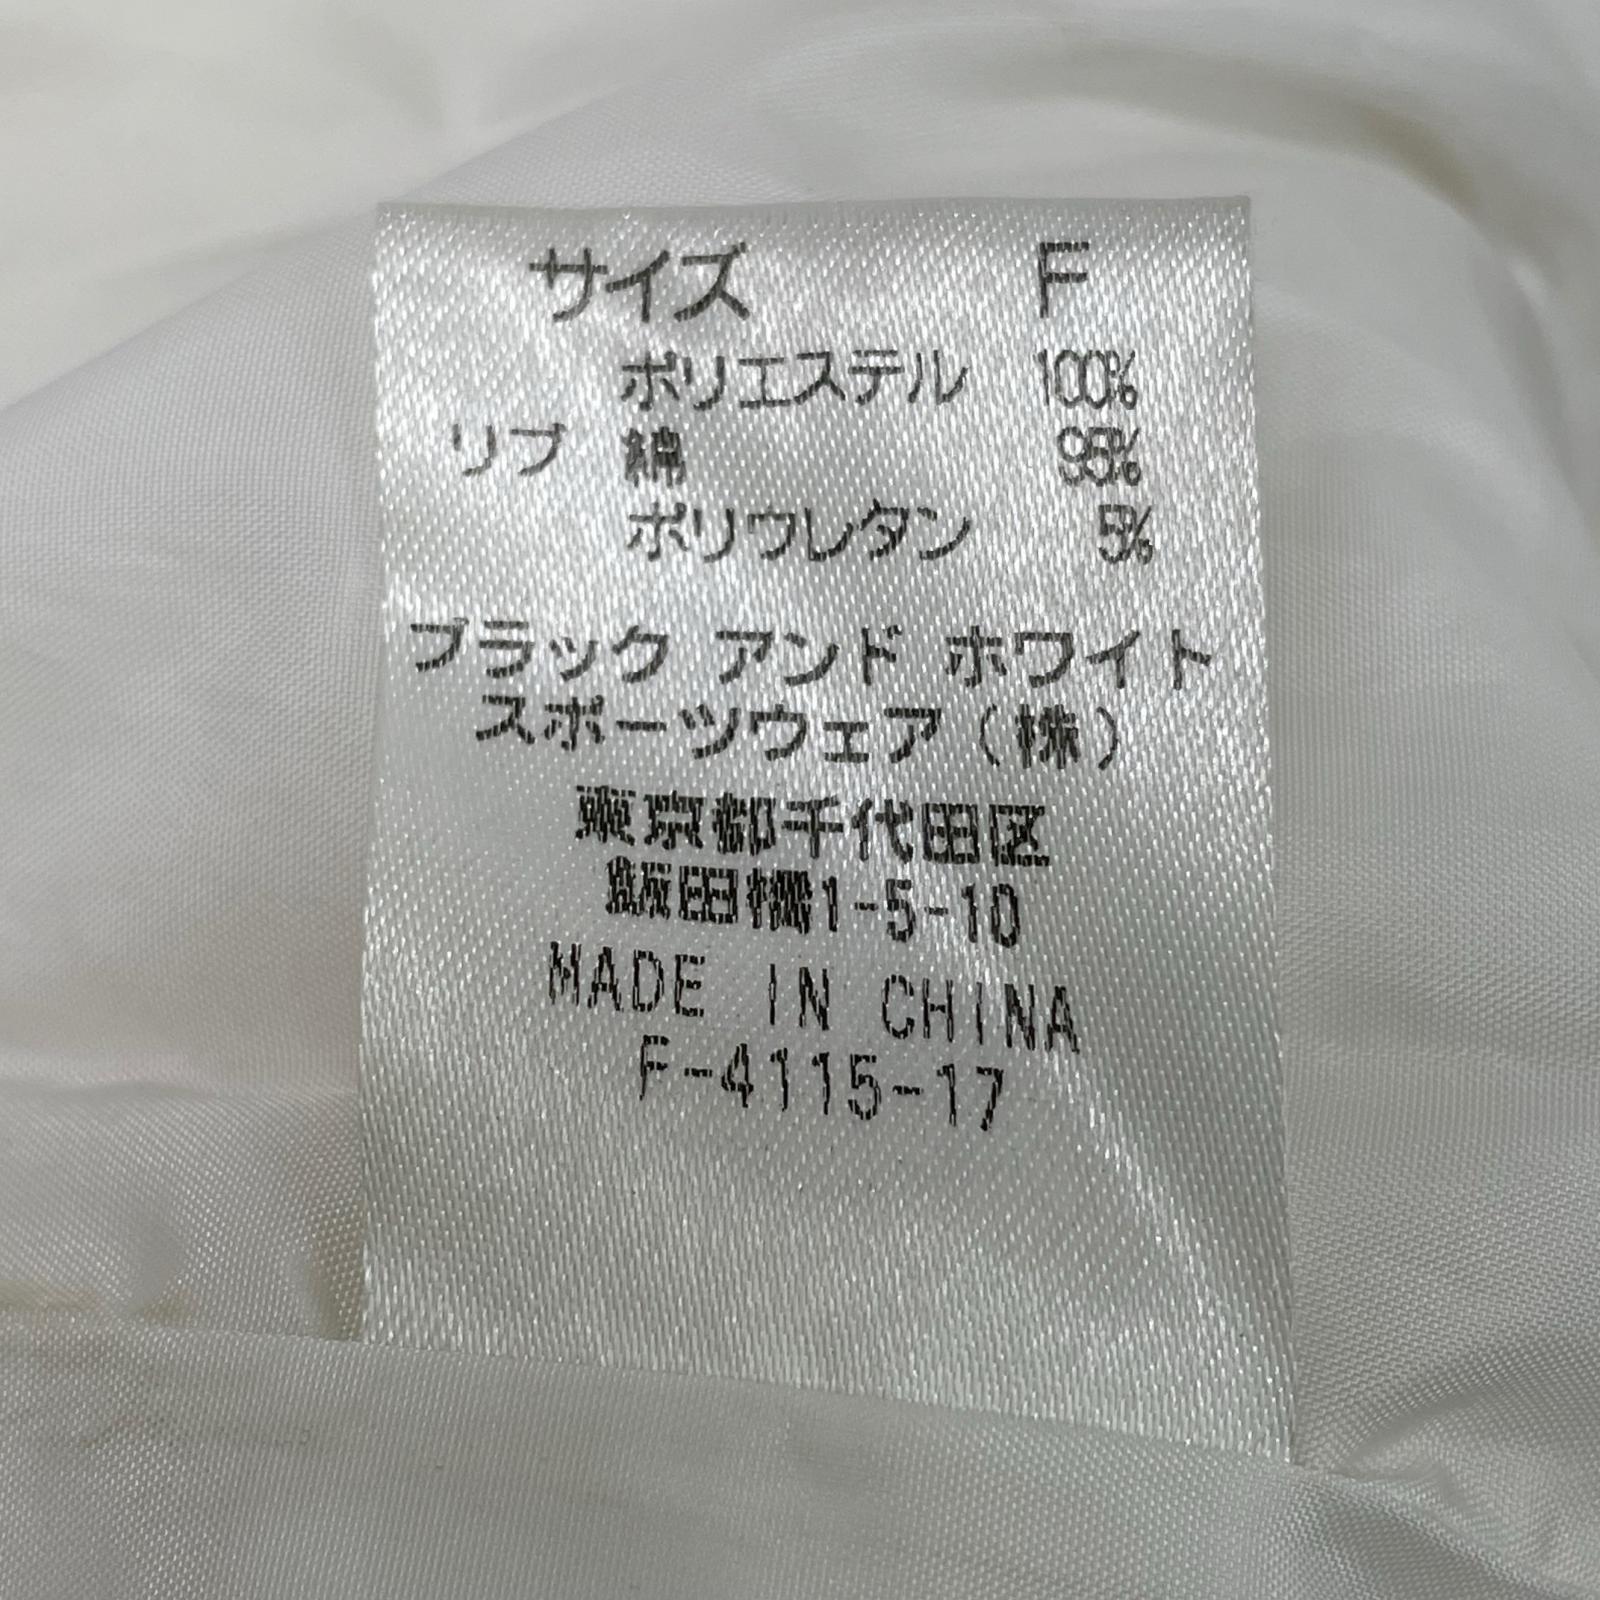 サイズ F
ポリエステル 100%
リブ 綿 95%
ポリウレタン 5%
ブラック アンド ホワイト
スポーツウェア（株）
東京都千代田区
飯田橋1-5-10
MADE IN CHINA
F-4115-17